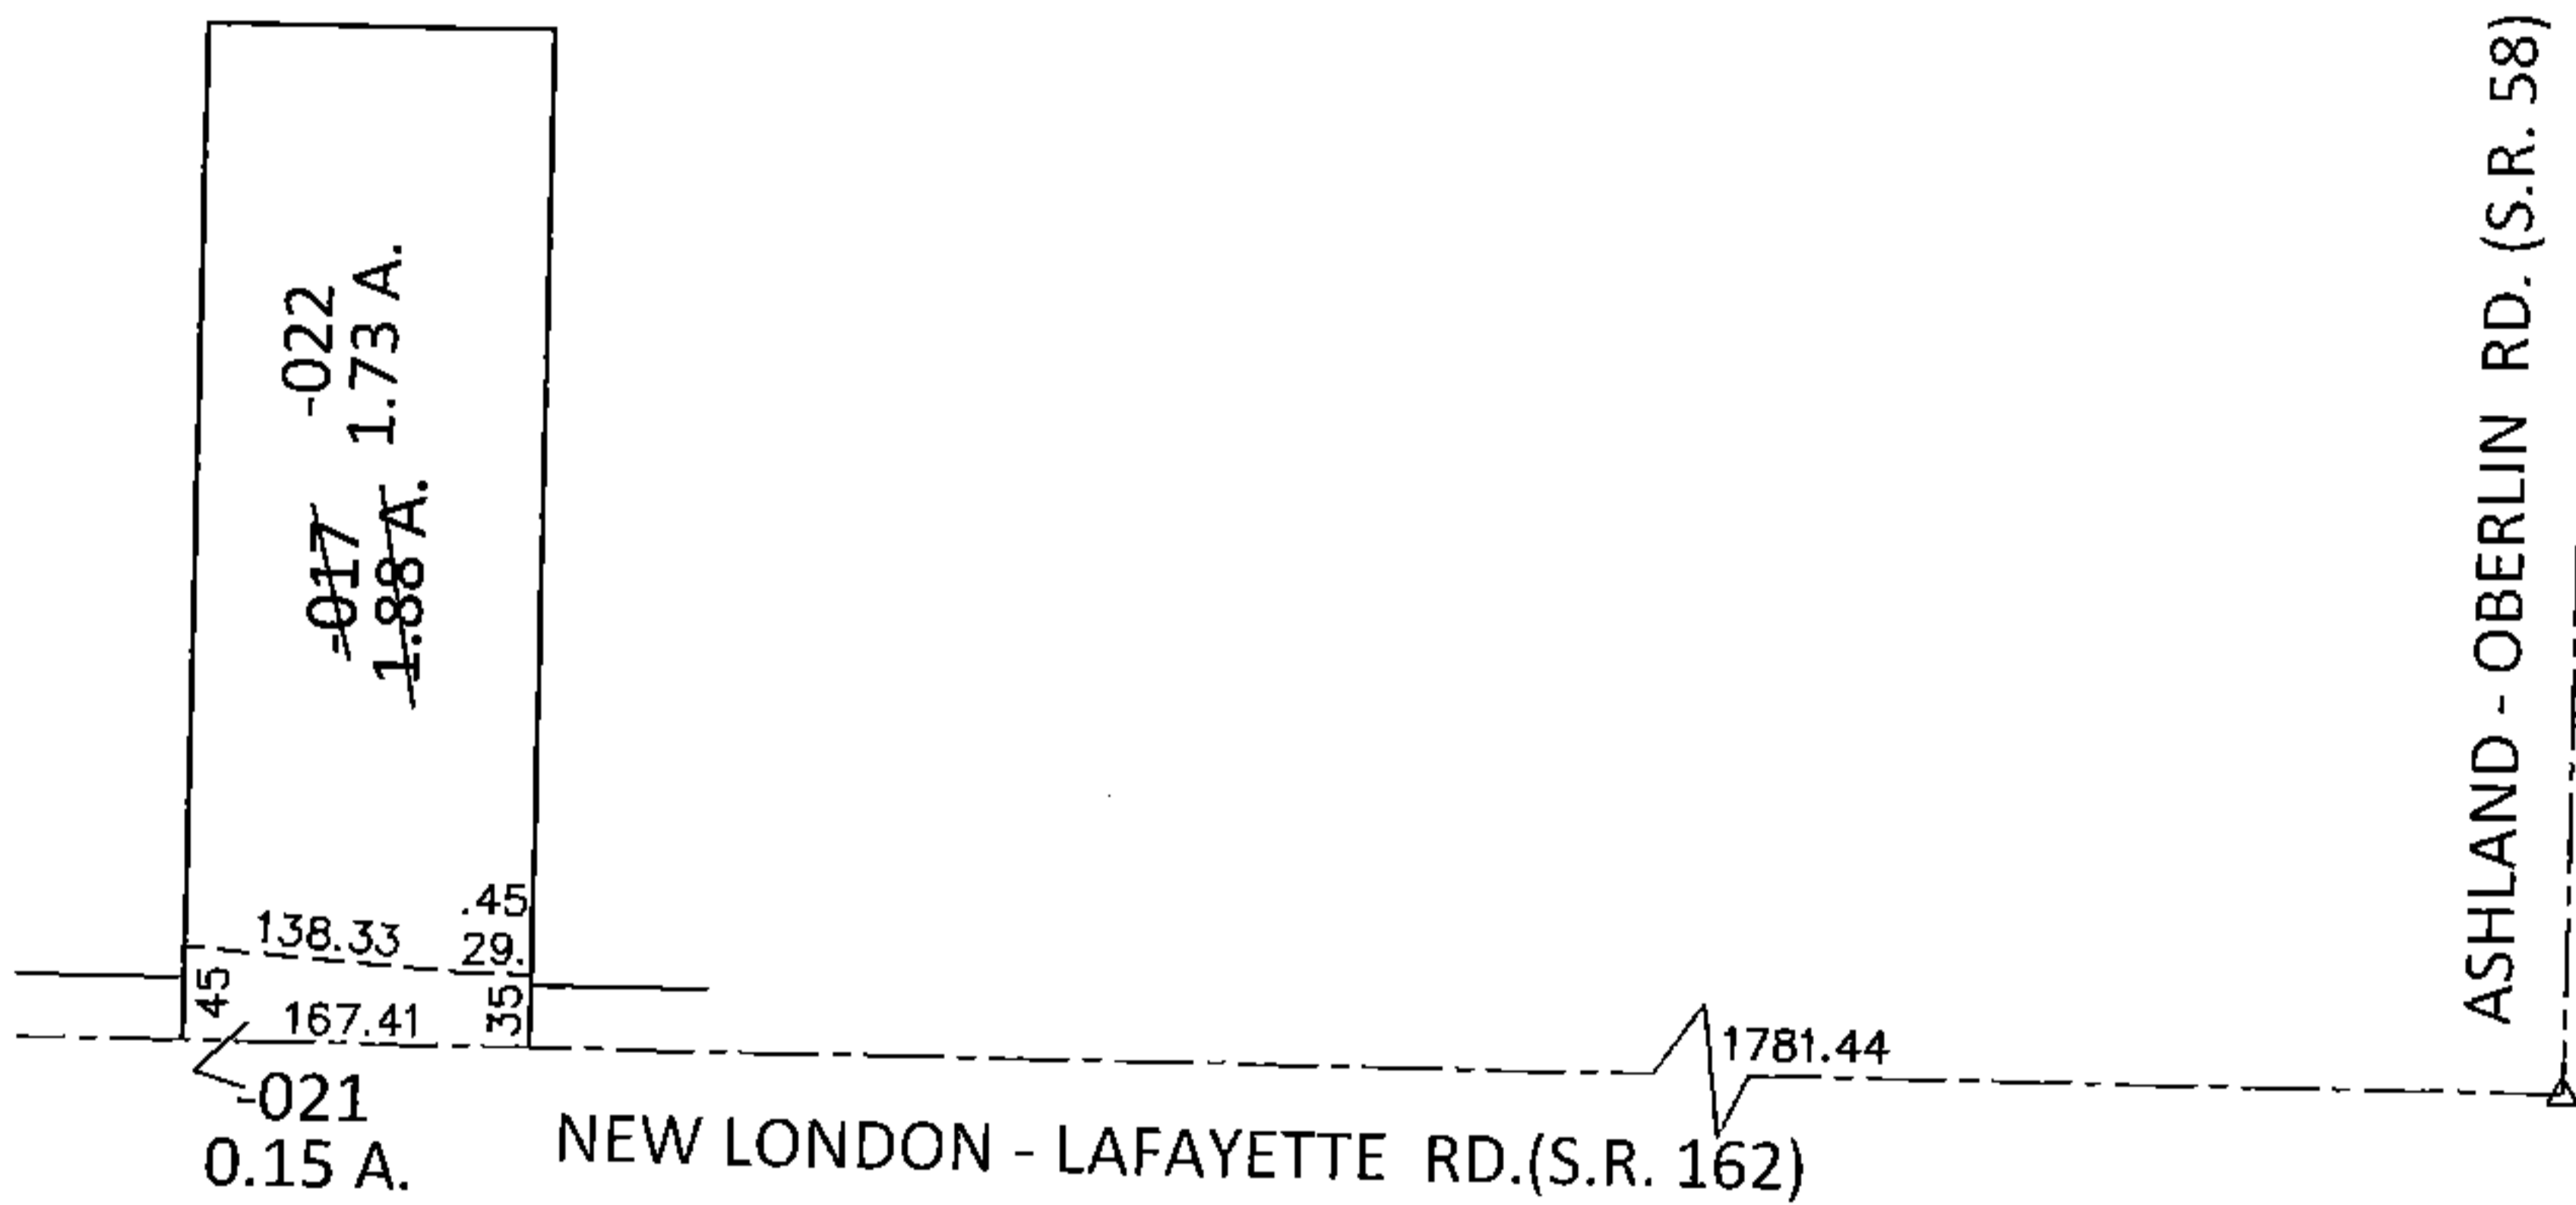 -022
1.73 A.
-017
1.88 A.
ASHLAND - OBERLIN RD. (S.R. 58)
138.33
.45
29.
45
167.41
35
1781.44
-021
0.15 A.
NEW LONDON - LAFAYETTE RD.(S.R. 162)